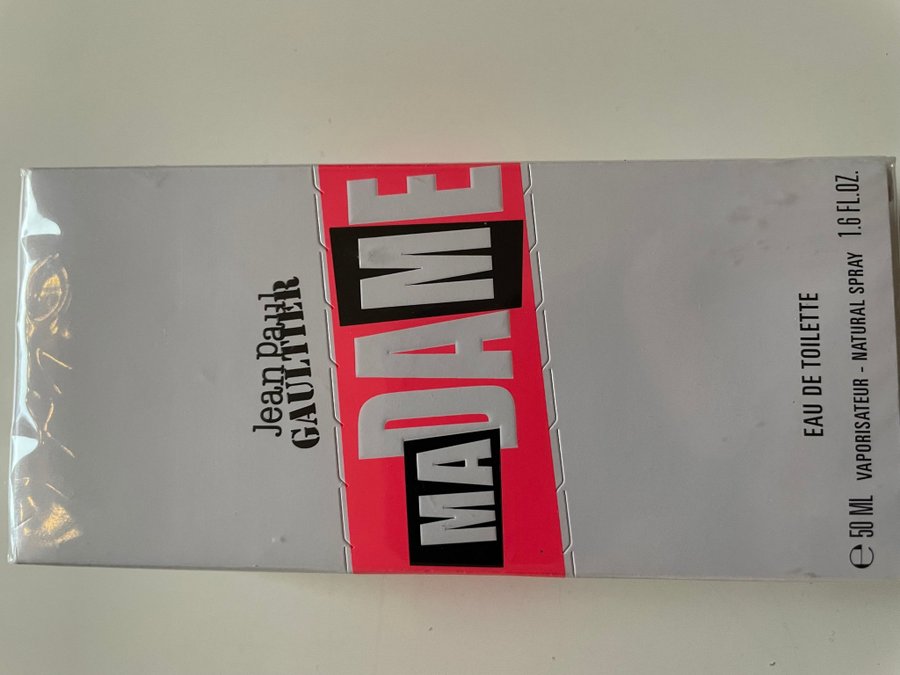 Jean Paul
GAULTIER
MADAME
EAU DE TOILETTE
℮ 50 ML VAPORISATEUR - NATURAL SPRAY 1.6 FL.OZ.